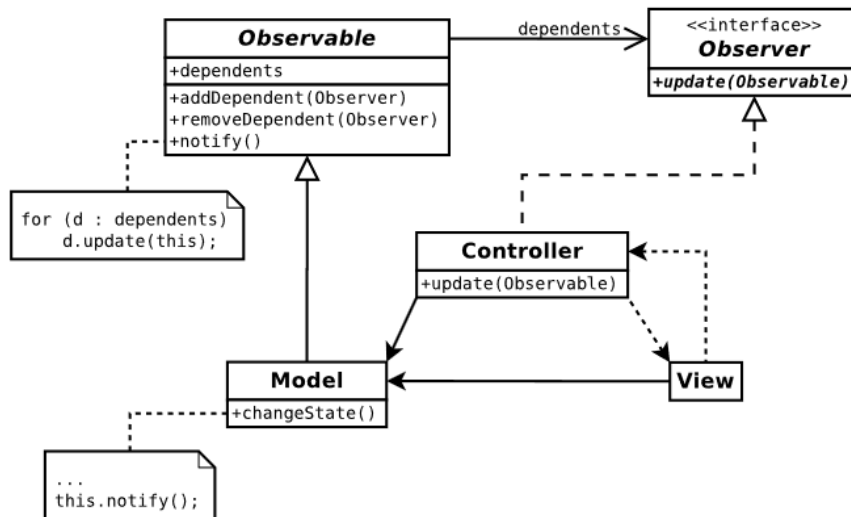 Observable
+dependents
+addDependent(Observer)
+removeDependent(Observer)
+notify()
dependents
<<interface>>
Observer
+update(Observable)
for (d : dependents)
d.update(this);
Controller
+update(Observable)
Model
+changeState()
View
...
this.notify();